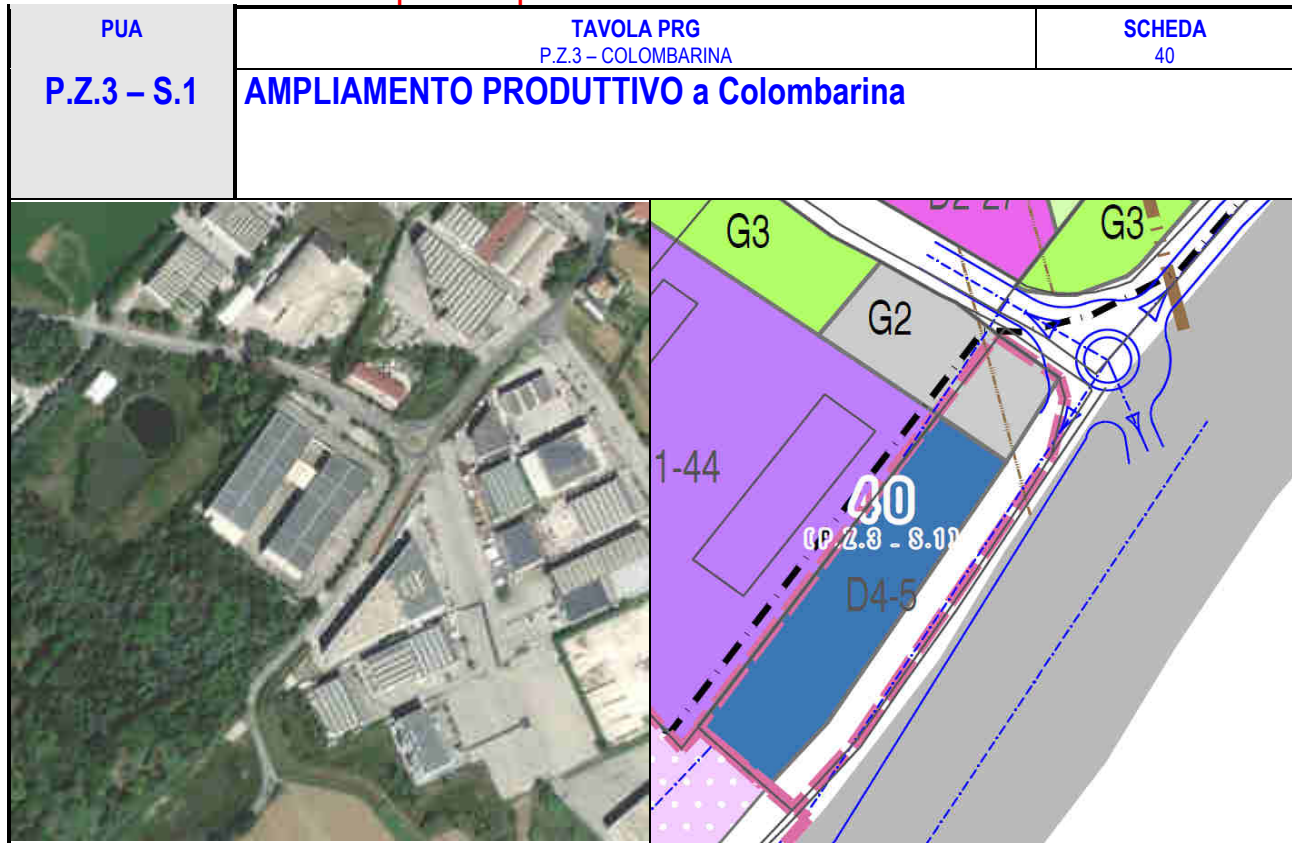 PUA
TAVOLA PRG
SCHEDA
P.Z.3 – COLOMBARINA
40
P.Z.3 – S.1
AMPLIAMENTO PRODUTTIVO a Colombarina
G3
G3
G2
1-44
40
(P.Z.3 - S.1)
D4-5